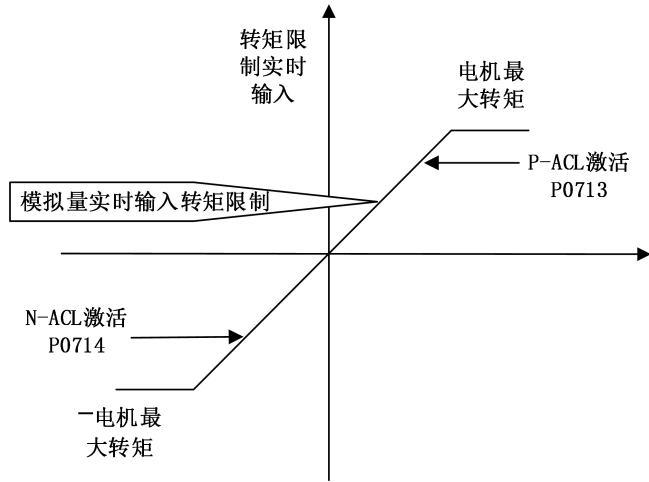 转矩限
制实时
输入
电机最
大转矩
P-ACL激活
P0713
模拟量实时输入转矩限制
N-ACL激活
P0714
—电机最
大转矩